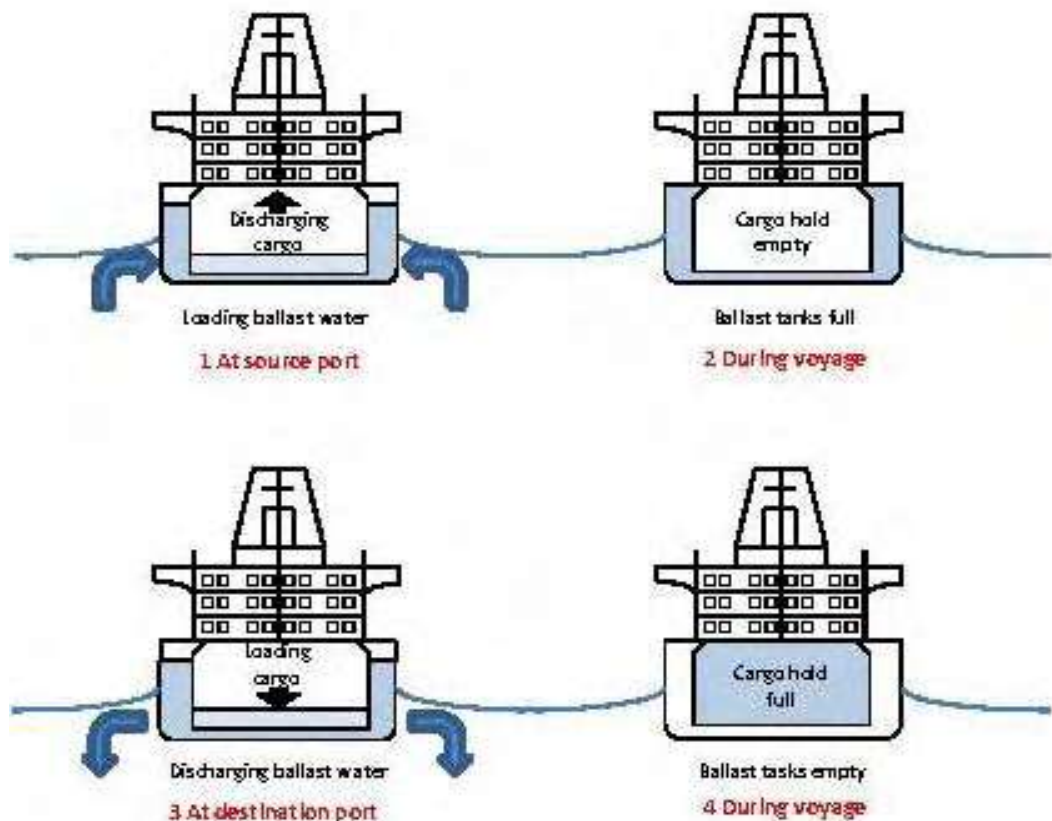 Discharging
cargo
Loading ballast water
1 At source port
Cargo hold
empty
Ballast tanks full
2 During voyage
Loading
cargo
Discharging ballast water
3 At destination port
Cargo hold
full
Ballast tasks empty
4 During voyage